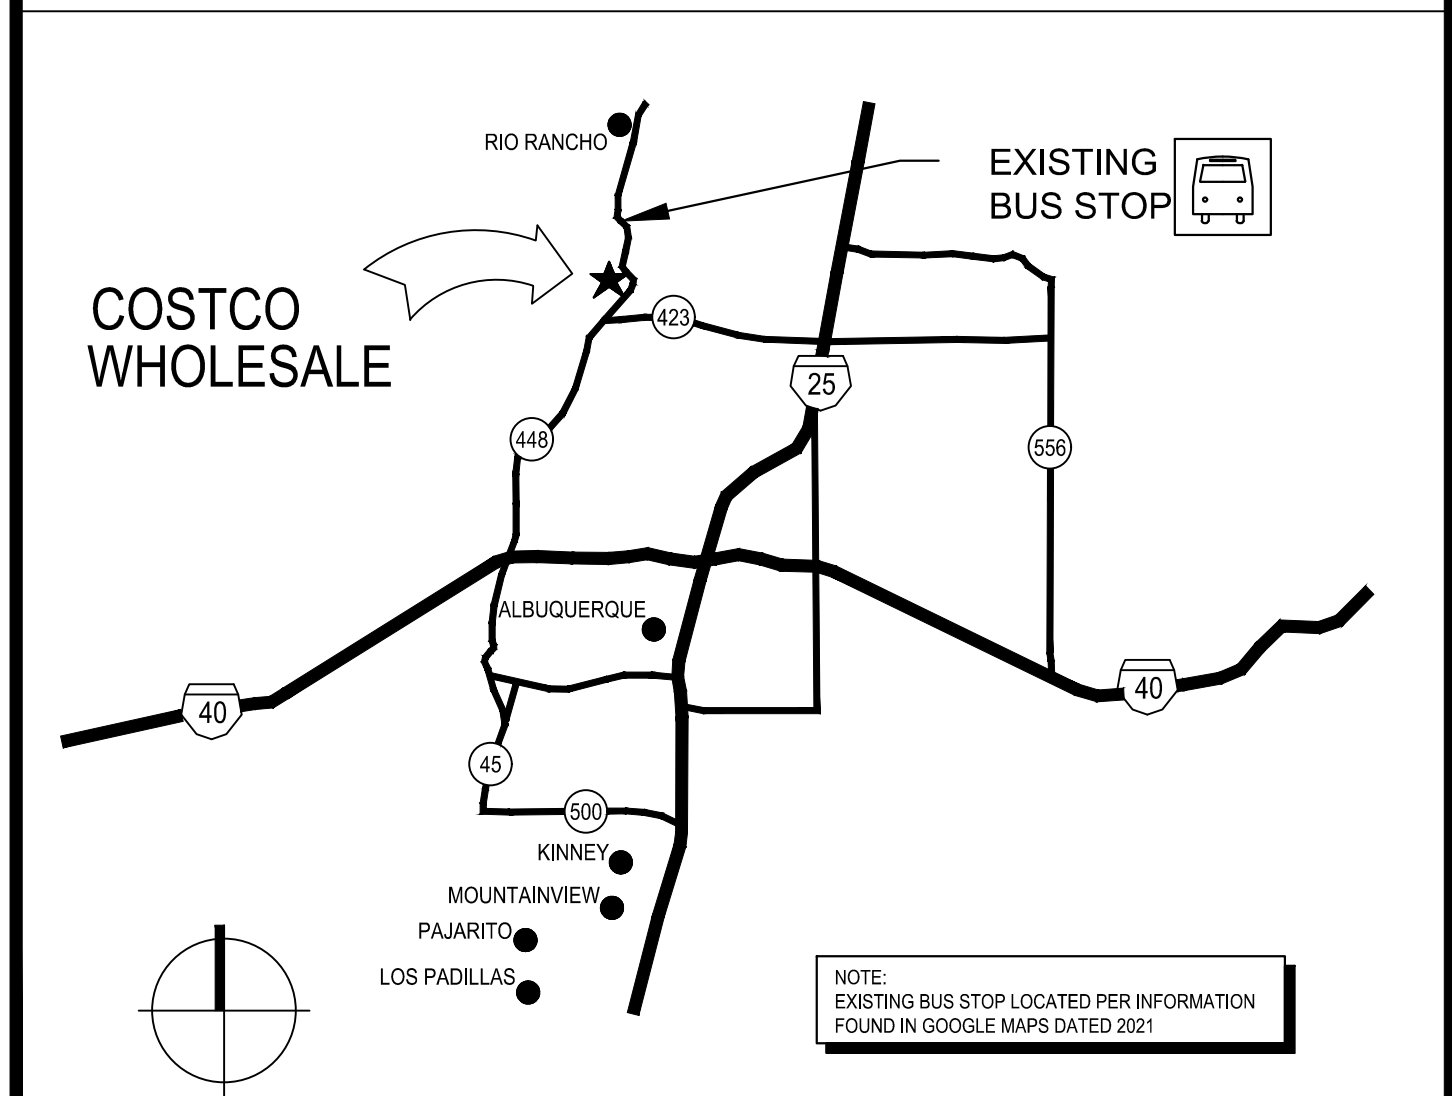 RIO RANCHO
EXISTING
BUS STOP
COSTCO
WHOLESALE
423
25
448
556
ALBUQUERQUE
40
40
45
500
KINNEY
MOUNTAINVIEW
PAJARITO
LOS PADILLAS
NOTE:
EXISTING BUS STOP LOCATED PER INFORMATION
FOUND IN GOOGLE MAPS DATED 2021